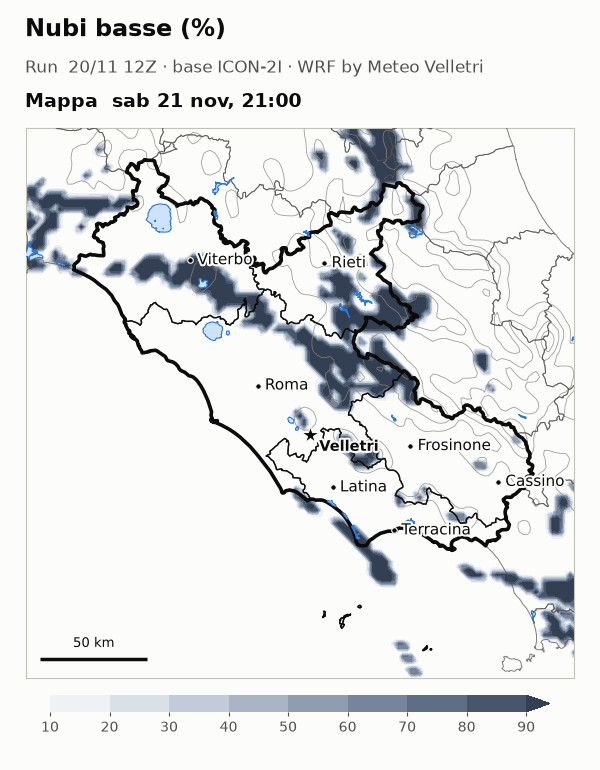 Nubi basse (%)
Run 20/11 12Z · base ICON-2I · WRF by Meteo Velletri
Mappa sab 21 nov, 21:00
Viterbo
Rieti
Roma
Velletri
Frosinone
Latina
Cassino
Terracina
50 km
10 20 30 40 50 60 70 80 90